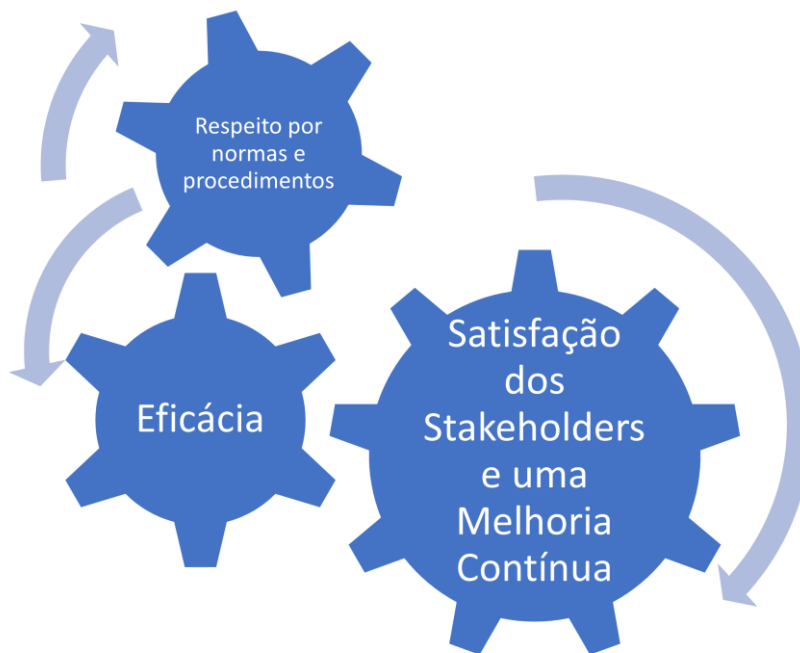 Respeito por
normas e
procedimentos
Eficácia
Satisfação
dos
Stakeholders
e uma
Melhoria
Contínua